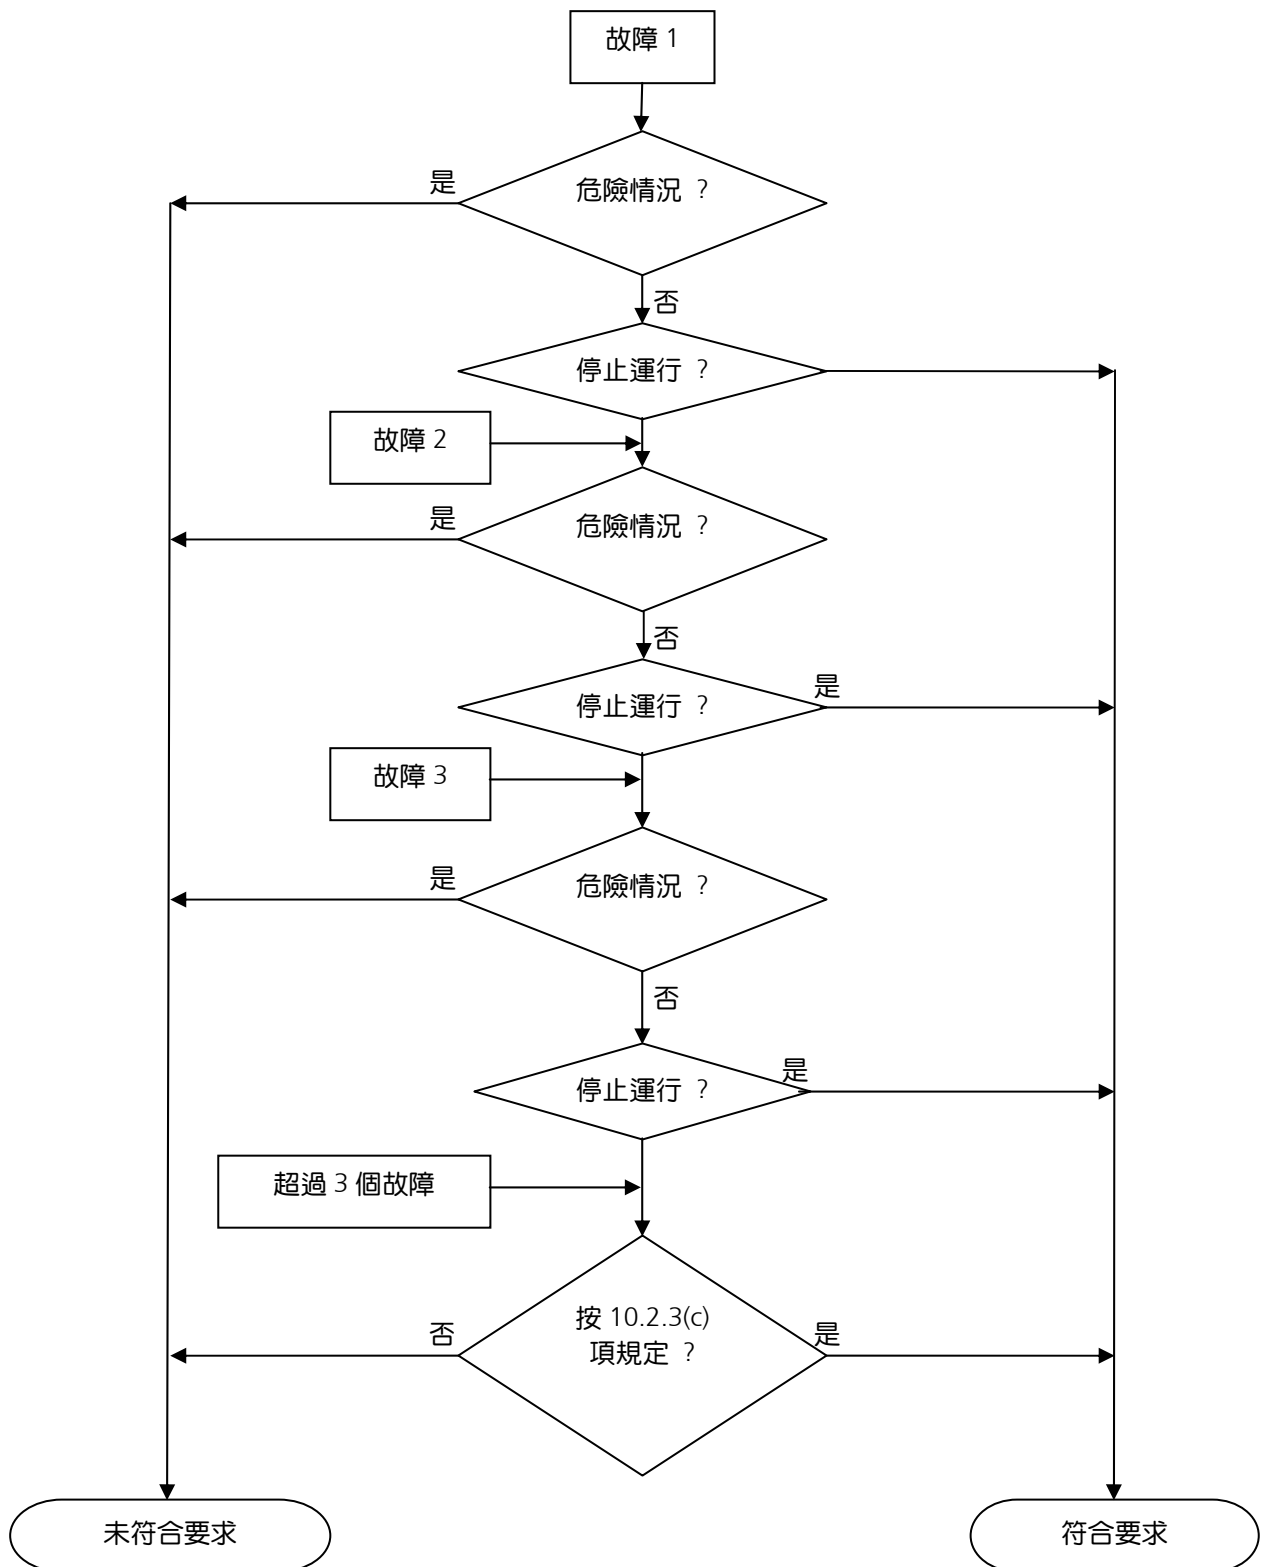 故障 1
危險情況 ?
是
否
停止運行 ?
故障 2
危險情況 ?
是
否
停止運行 ?
是
故障 3
危險情況 ?
是
否
停止運行 ?
是
超過 3 個故障
按 10.2.3(c)
項規定 ?
否
是
未符合要求
符合要求